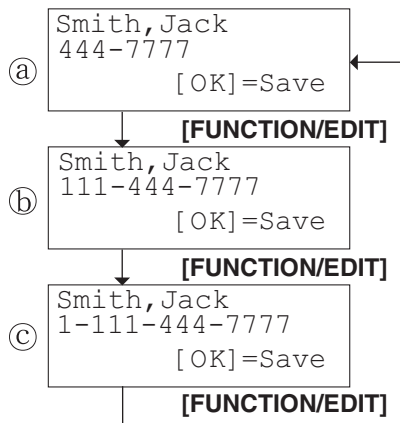 Smith,Jack
444-7777
ⓐ
[OK]=Save
[FUNCTION/EDIT]
Smith,Jack
111-444-7777
ⓑ
[OK]=Save
[FUNCTION/EDIT]
Smith,Jack
1-111-444-7777
ⓒ
[OK]=Save
[FUNCTION/EDIT]